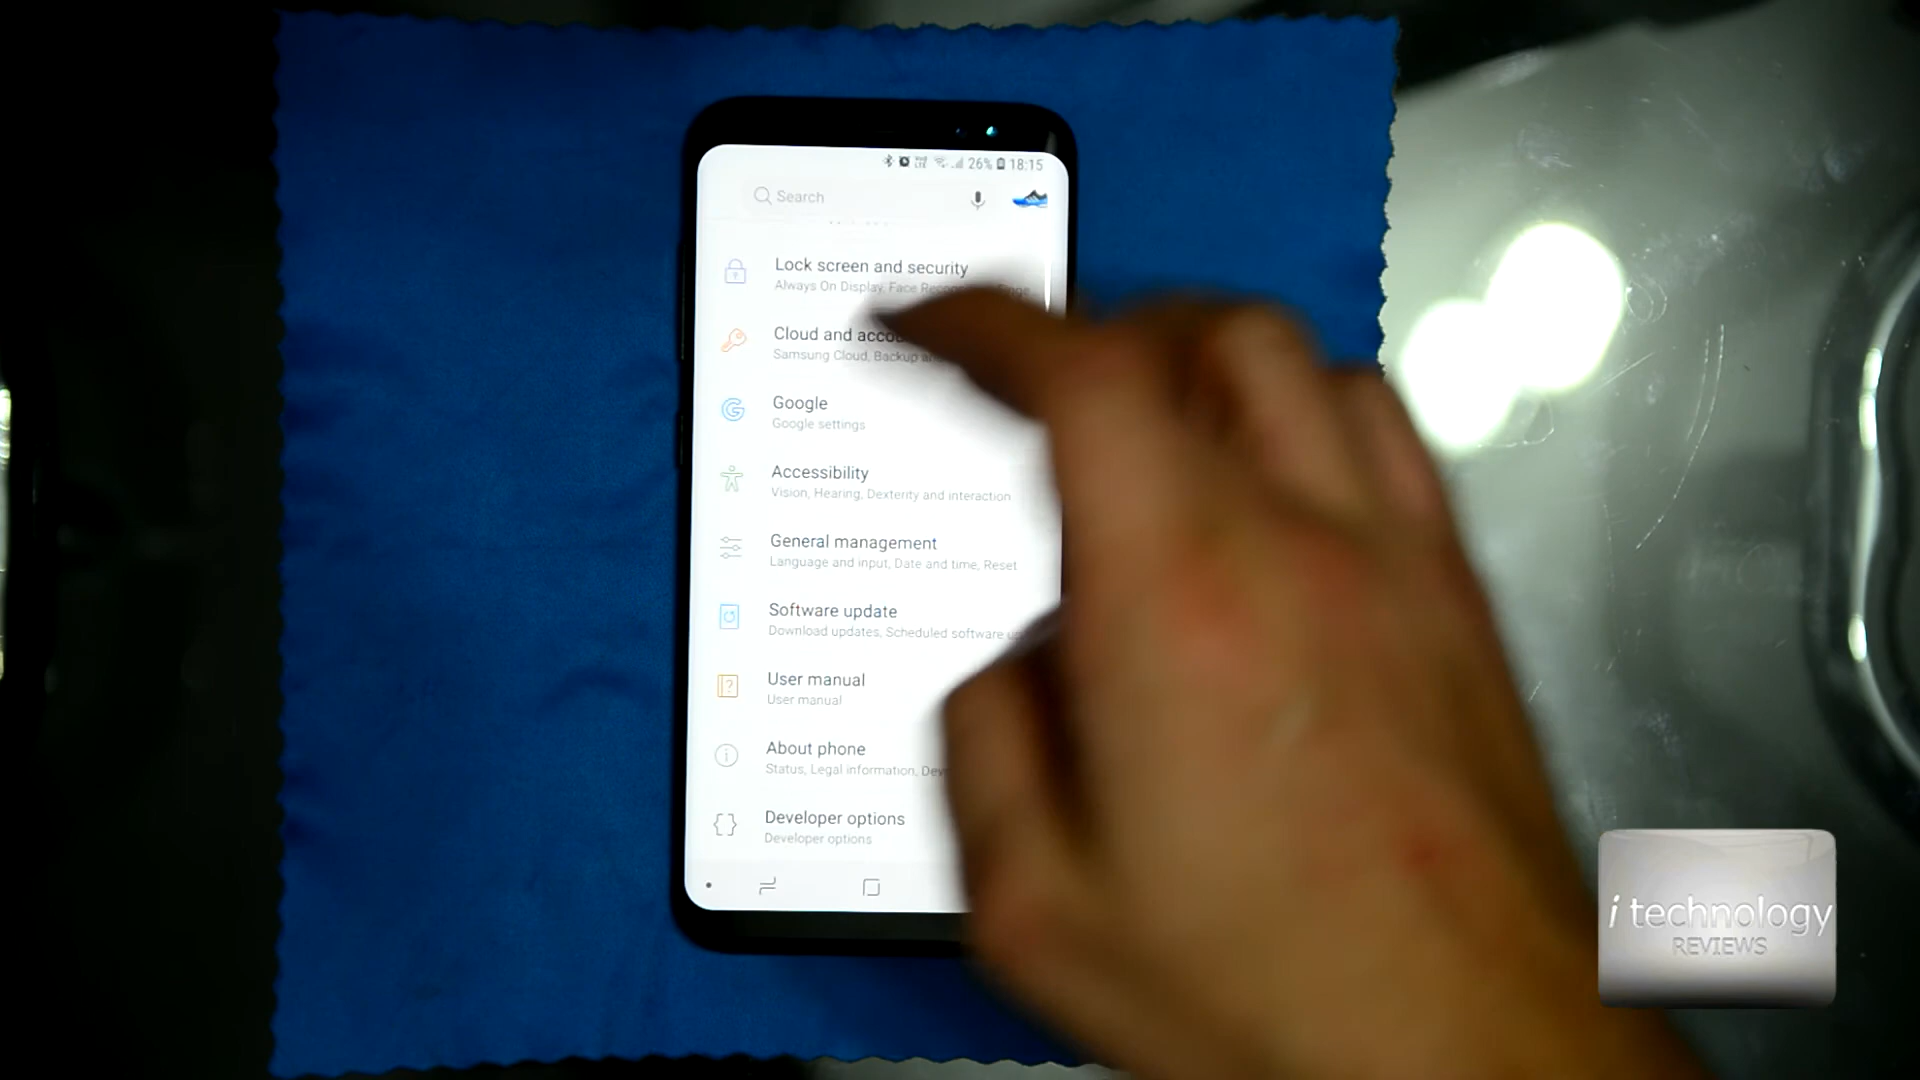 26% 18:15
Search
Lock screen and security
Always On Display, Face
Cloud and
Samsung Cloud, Backup
Google
Google settings
Accessibility
Vision, Hearing, Dexterity and interaction
General management
Language and input, Date and time, Reset
Software update
Download updates, Scheduled software
User manual
User manual
About phone
Status, Legal information,
Developer options
Developer options
i technology
REVIEWS